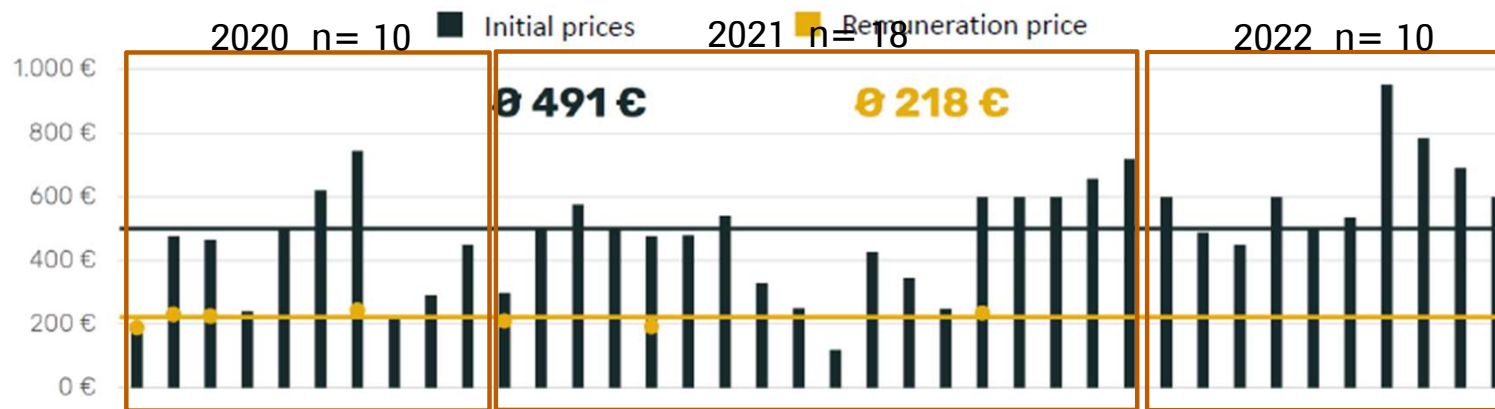 Initial prices
Remuneration price
2020 n= 10
2021 n= 18
2022 n= 10
1.000 €
Ø 491 €
Ø 218 €
800 €
600 €
400 €
200 €
0 €